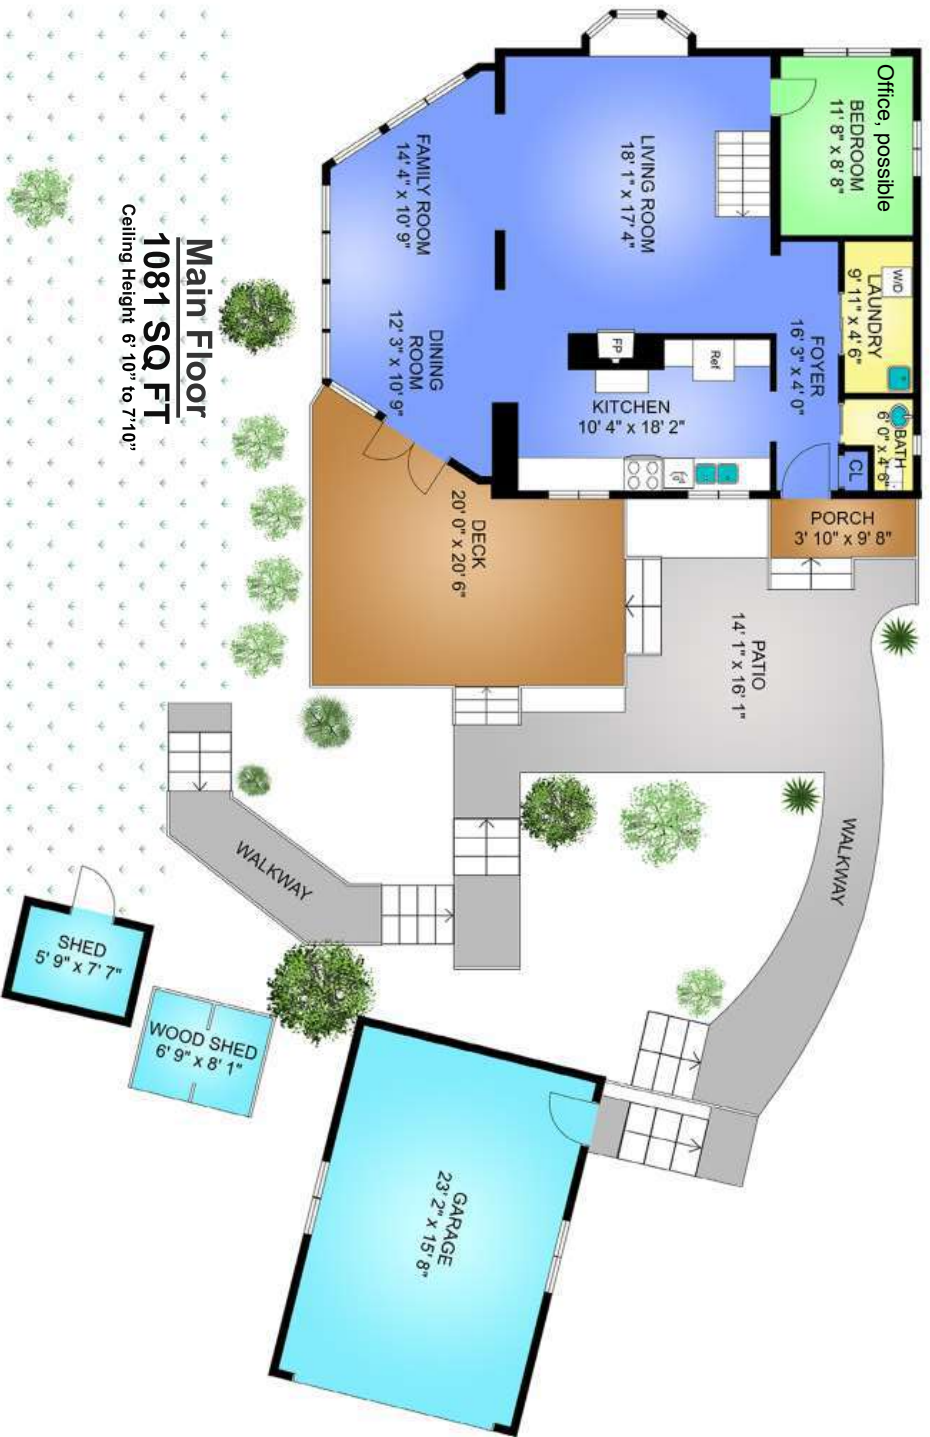 Office, possible
BEDROOM
11' 8" x 8' 8"
LIVING ROOM
18' 1" x 17' 4"
FAMILY ROOM
14' 4" x 10' 9"
DINING
ROOM
12' 3" x 10' 9"
W/D
LAUNDRY
9' 11" x 4' 6"
FOYER
16' 3" x 4' 0"
BATH
6' 0" x 4' 6"
CL
FP
Ref
KITCHEN
10' 4" x 18' 2"
PORCH
3' 10" x 9' 8"
DECK
20' 0" x 20' 6"
PATIO
14' 1" x 16' 1"
WALKWAY
WALKWAY
Main Floor
1081 SQ FT
Ceiling Height 6' 10" to 7'10"
SHED
5' 9" x 7' 7"
WOOD SHED
6' 9" x 8' 1"
GARAGE
23' 2" x 15' 8"